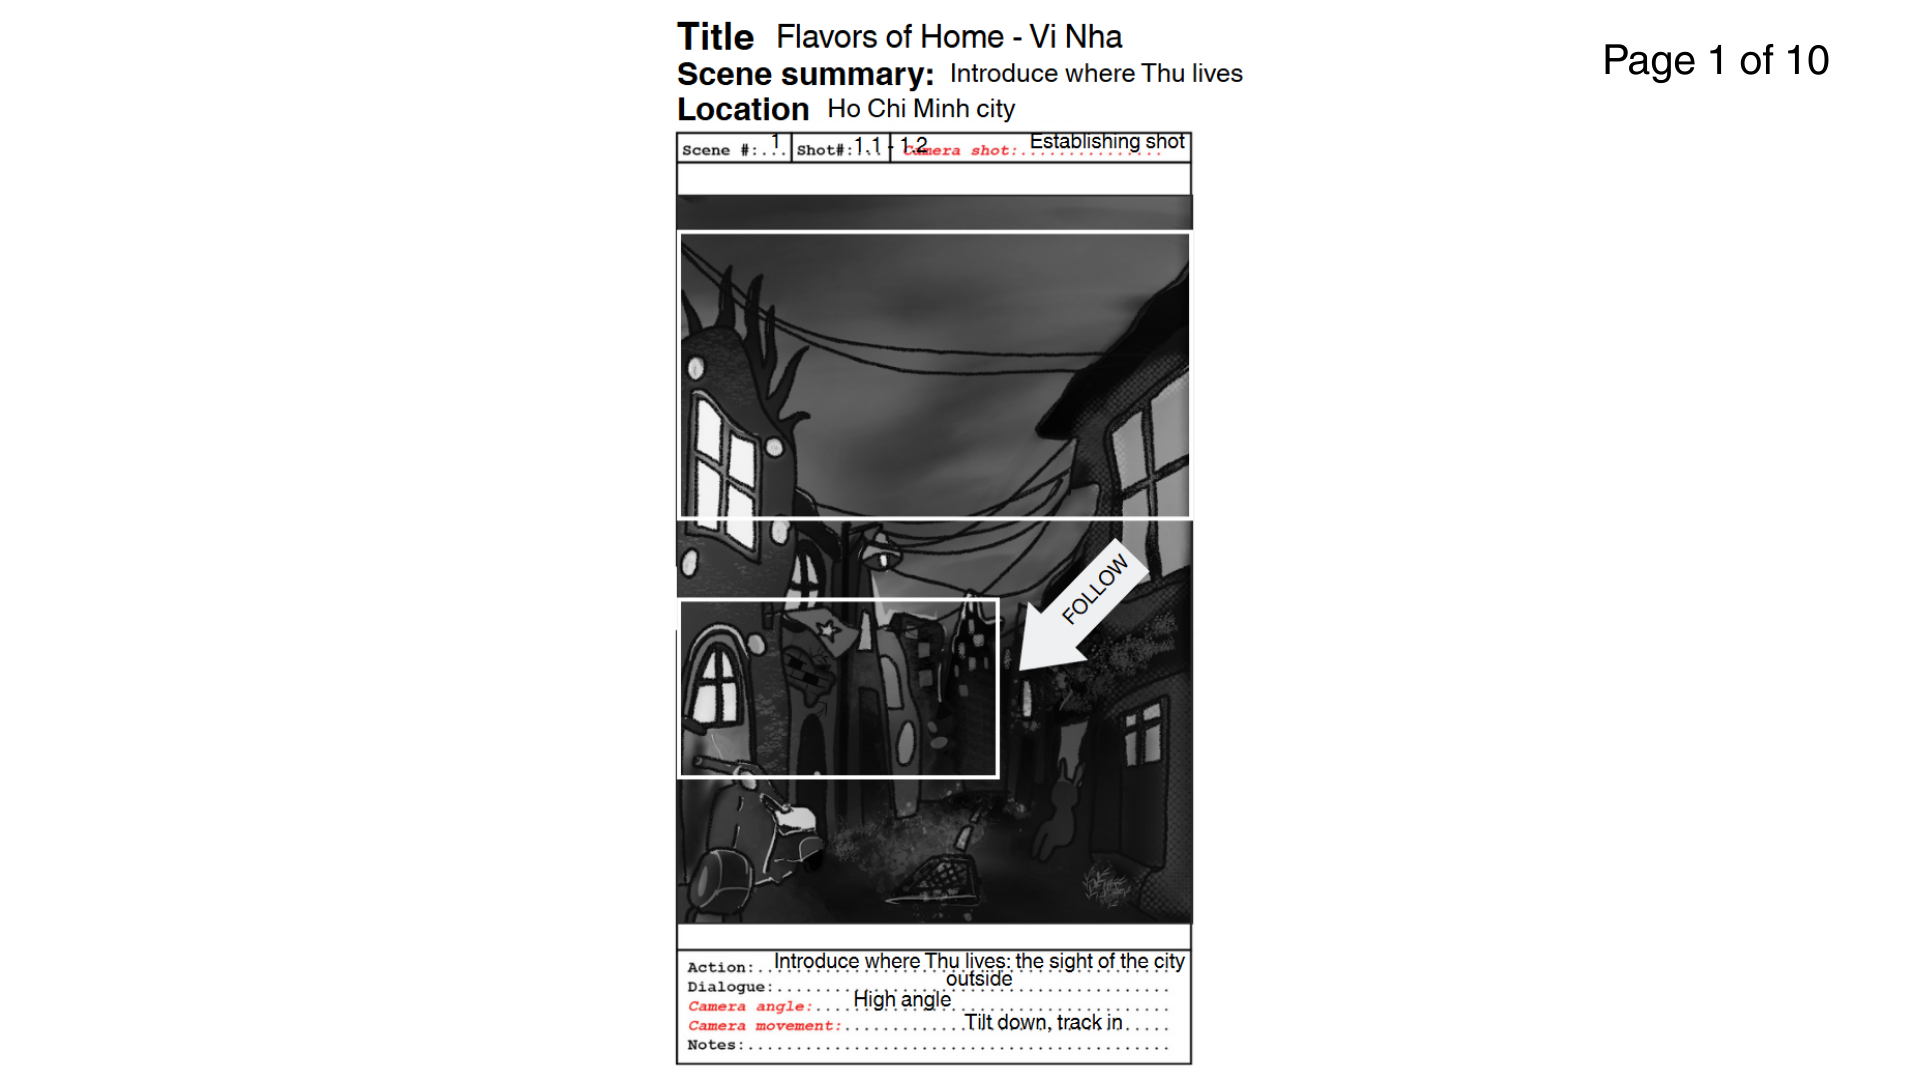 Title Flavors of Home - Vi Nha
Page 1 of 10
Scene summary: Introduce where Thu lives
Location Ho Chi Minh city
Scene #:... 1 Shot#:... 1.1 - 1.2 Camera shot:............... Establishing shot
FOLLOW
Action:.. Introduce where Thu lives: the sight of the city
outside
Dialogue:........................................
Camera angle:.... High angle ......................
Camera movement:............. Tilt down, track in .....
Notes:...........................................